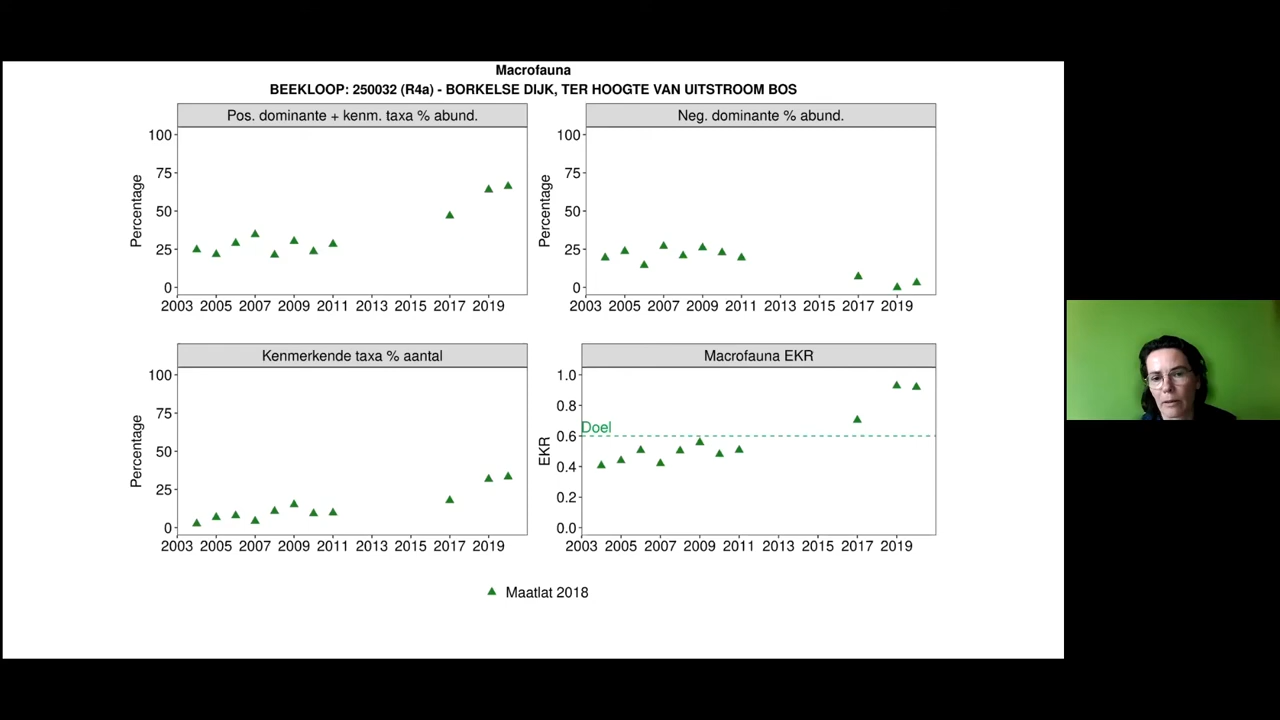 Macrofauna
BEEKLOOP: 250032 (R4a) - BORKELSE DIJK, TER HOOGTE VAN UITSTROOM BOS
Pos. dominante + kenm. taxa % abund.
100
75
50
25
0
Percentage
2003 2005 2007 2009 2011 2013 2015 2017 2019
Neg. dominante % abund.
100
75
50
25
0
Percentage
2003 2005 2007 2009 2011 2013 2015 2017 2019
Kenmerkende taxa % aantal
100
75
50
25
0
Percentage
2003 2005 2007 2009 2011 2013 2015 2017 2019
Macrofauna EKR
1.0
0.8
0.6
0.4
0.2
0.0
EKR
Doel
2003 2005 2007 2009 2011 2013 2015 2017 2019
Maatlat 2018